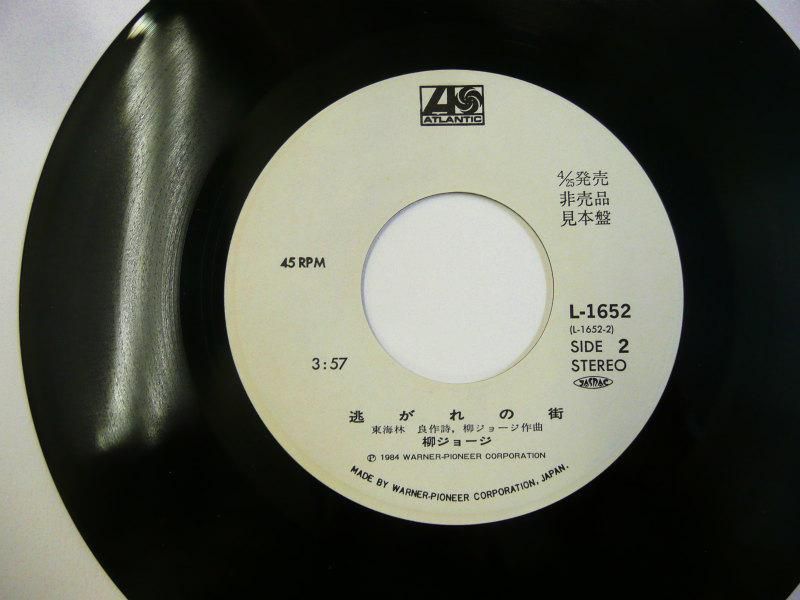 ATLANTIC
4/25発売
非売品
見本盤
45 RPM
L-1652
(L-1652-2)
SIDE 2
3:57
STEREO
JASRAC
逃がれの街
東海林 良作詩, 柳ジョージ作曲
柳ジョージ
Ⓟ 1984 WARNER-PIONEER CORPORATION
MADE BY WARNER-PIONEER CORPORATION, JAPAN.